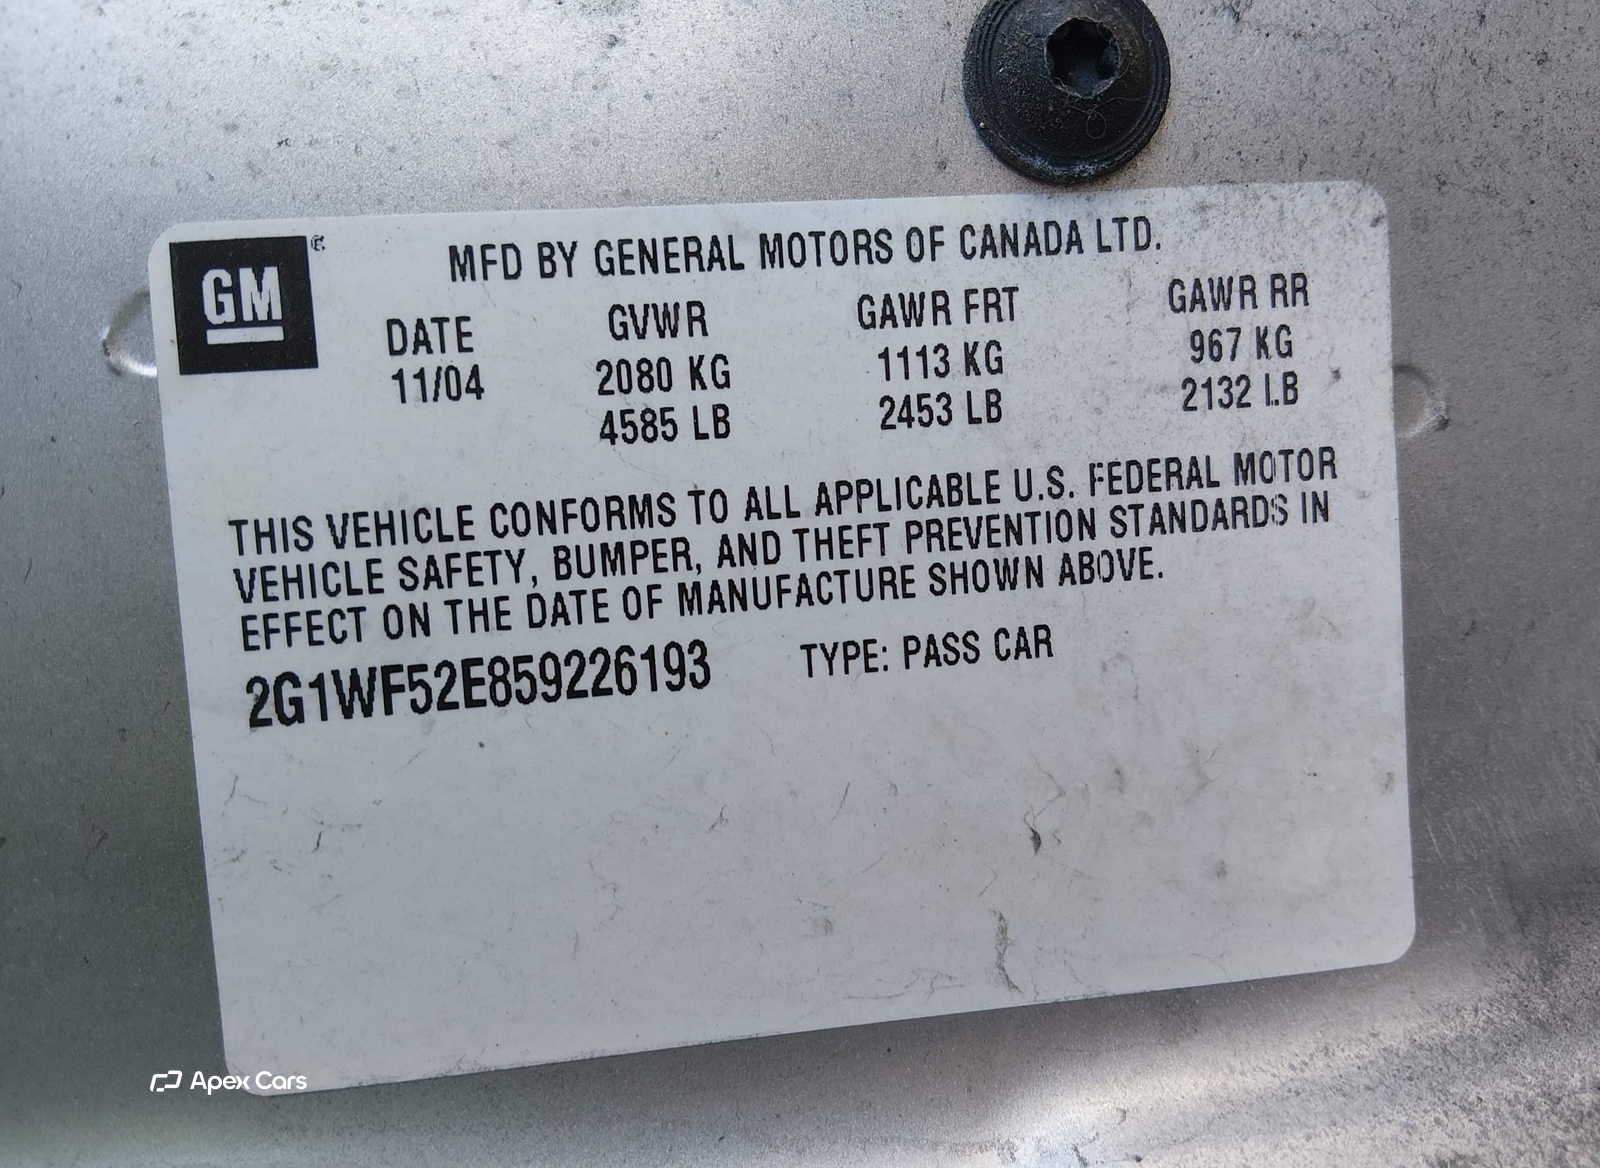 GM
MFD BY GENERAL MOTORS OF CANADA LTD.
DATE GVWR GAWR FRT GAWR RR
11/04 2080 KG 1113 KG 967 KG
4585 LB 2453 LB 2132 LB
THIS VEHICLE CONFORMS TO ALL APPLICABLE U.S. FEDERAL MOTOR
VEHICLE SAFETY, BUMPER, AND THEFT PREVENTION STANDARDS IN
EFFECT ON THE DATE OF MANUFACTURE SHOWN ABOVE.
2G1WF52E859226193 TYPE: PASS CAR
Apex Cars